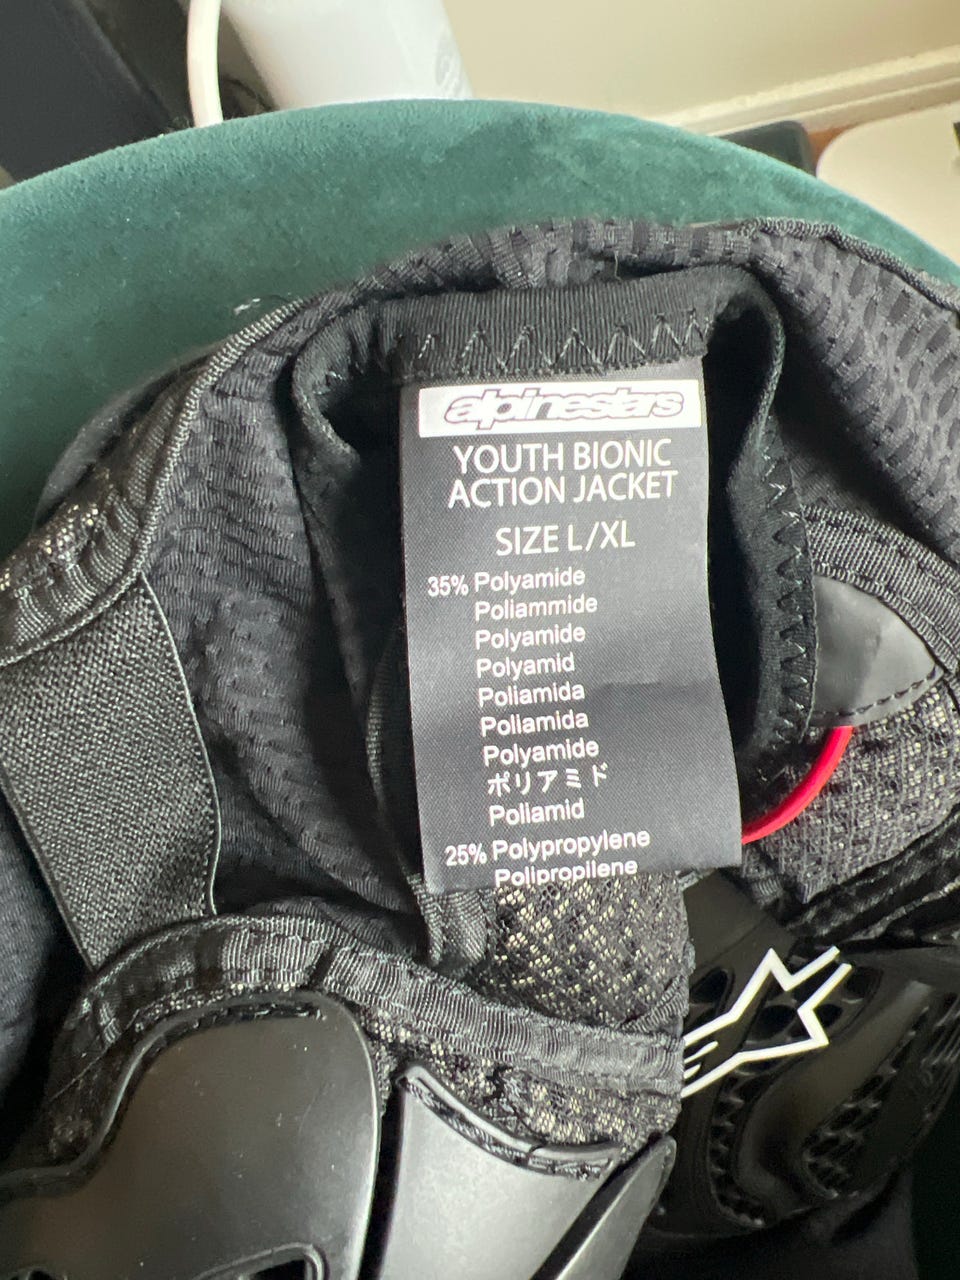 alpinestars
YOUTH BIONIC
ACTION JACKET
SIZE L/XL
35% Polyamide
Poliammide
Polyamide
Polyamid
Poliamida
Poliamida
Polyamide
ポリアミド
Poliamid
25% Polypropylene
Polipropilene